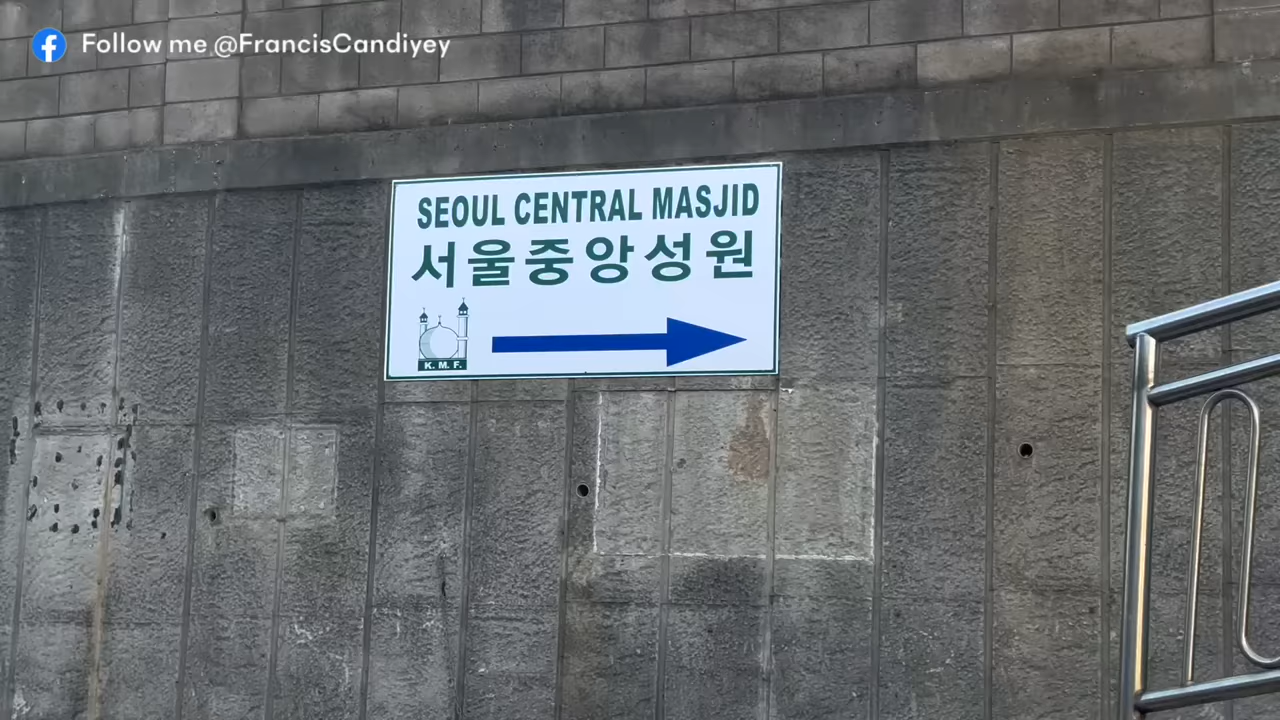 Follow me @FrancisCandiyey
SEOUL CENTRAL MASJID
서울중앙성원
K. M. F.